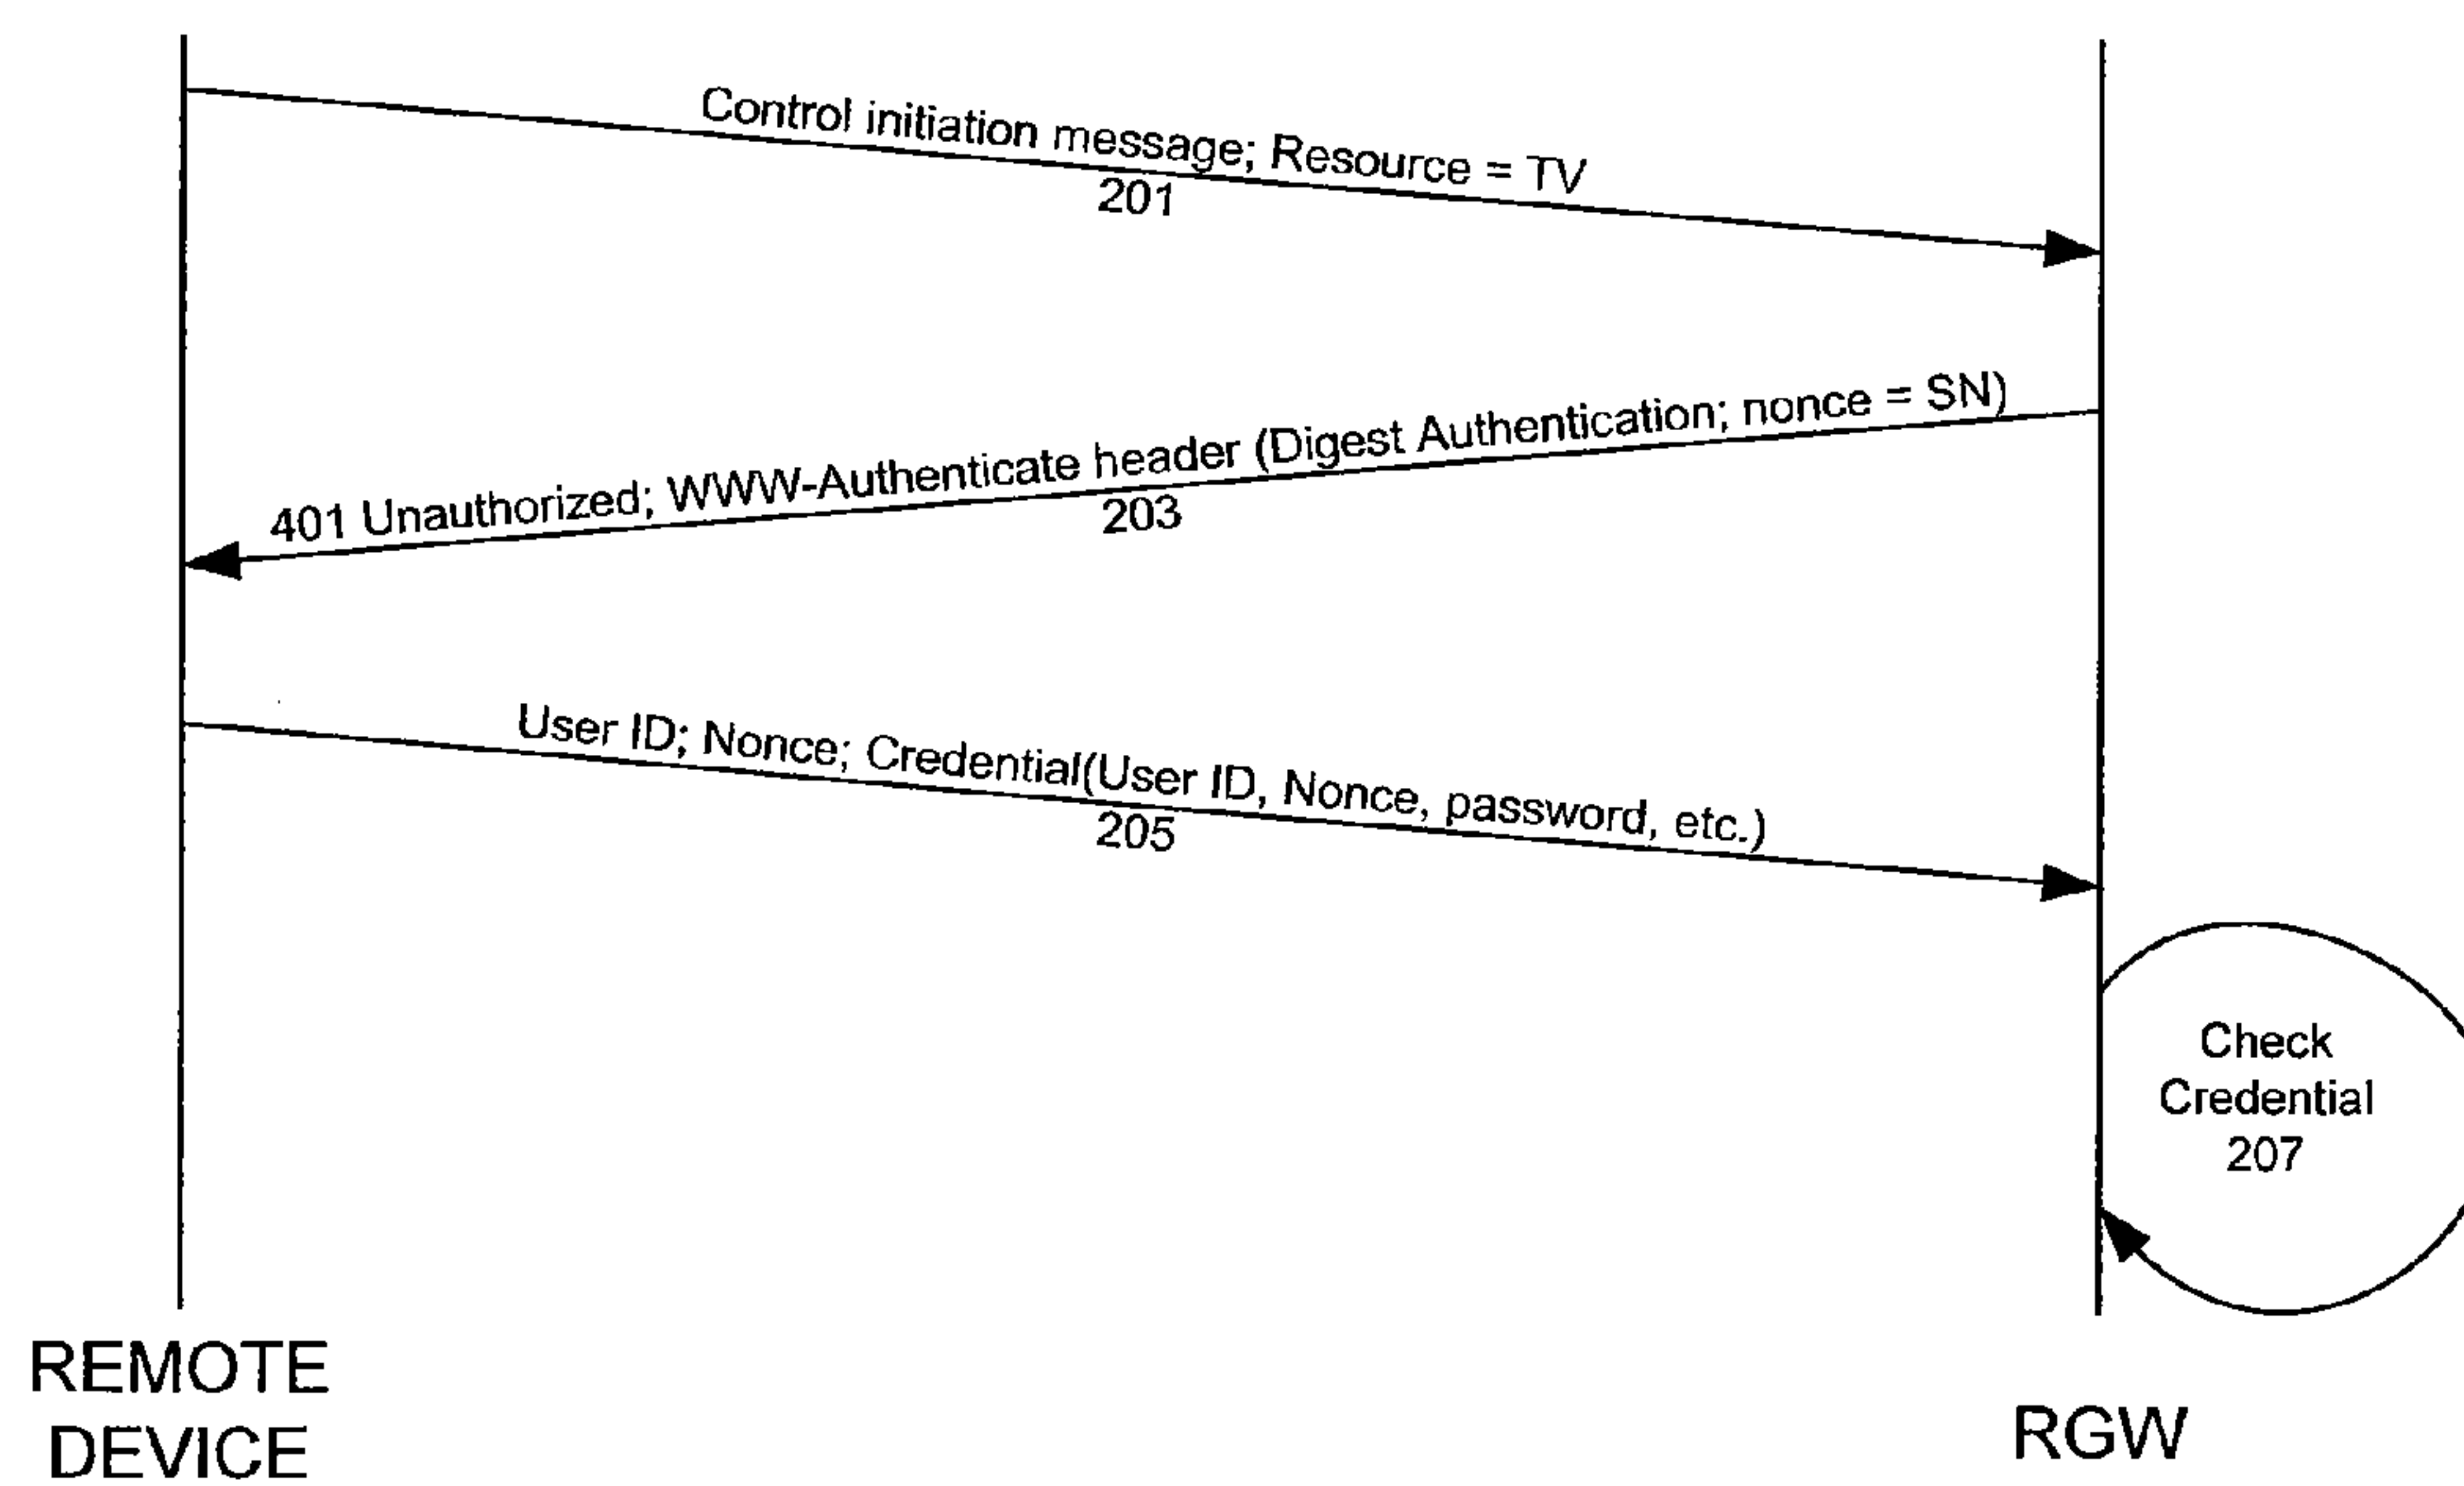 Control initiation message; Resource = TV
201
401 Unauthorized; WWW-Authenticate header (Digest Authentication; nonce = SN)
203
User ID; Nonce; Credential(User ID, Nonce, password, etc.)
205
Check
Credential
207
REMOTE
DEVICE
RGW